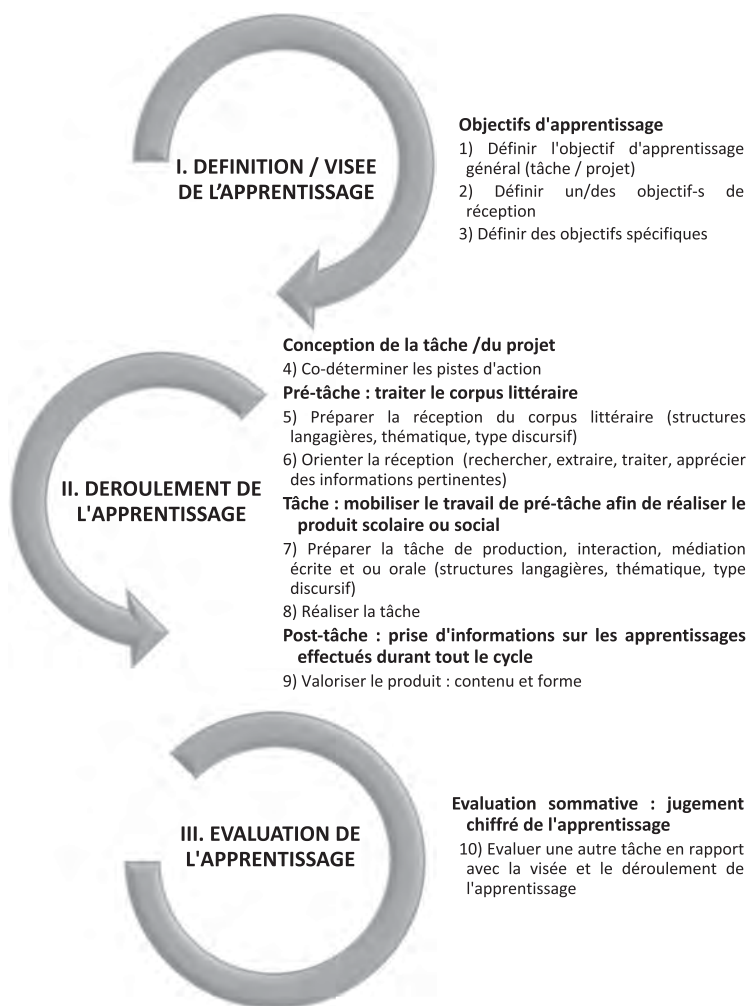 I. DEFINITION / VISEE
DE L’APPRENTISSAGE
Objectifs d'apprentissage
1) Définir l'objectif d'apprentissage
général (tâche / projet)
2) Définir un/des objectif-s de
réception
3) Définir des objectifs spécifiques
II. DEROULEMENT DE
L'APPRENTISSAGE
Conception de la tâche /du projet
4) Co-déterminer les pistes d'action
Pré-tâche : traiter le corpus littéraire
5) Préparer la réception du corpus littéraire (structures
langagières, thématique, type discursif)
6) Orienter la réception (rechercher, extraire, traiter, apprécier
des informations pertinentes)
Tâche : mobiliser le travail de pré-tâche afin de réaliser le
produit scolaire ou social
7) Préparer la tâche de production, interaction, médiation
écrite et ou orale (structures langagières, thématique, type
discursif)
8) Réaliser la tâche
Post-tâche : prise d'informations sur les apprentissages
effectués durant tout le cycle
9) Valoriser le produit : contenu et forme
III. EVALUATION DE
L'APPRENTISSAGE
Evaluation sommative : jugement
chiffré de l'apprentissage
10) Evaluer une autre tâche en rapport
avec la visée et le déroulement de
l'apprentissage